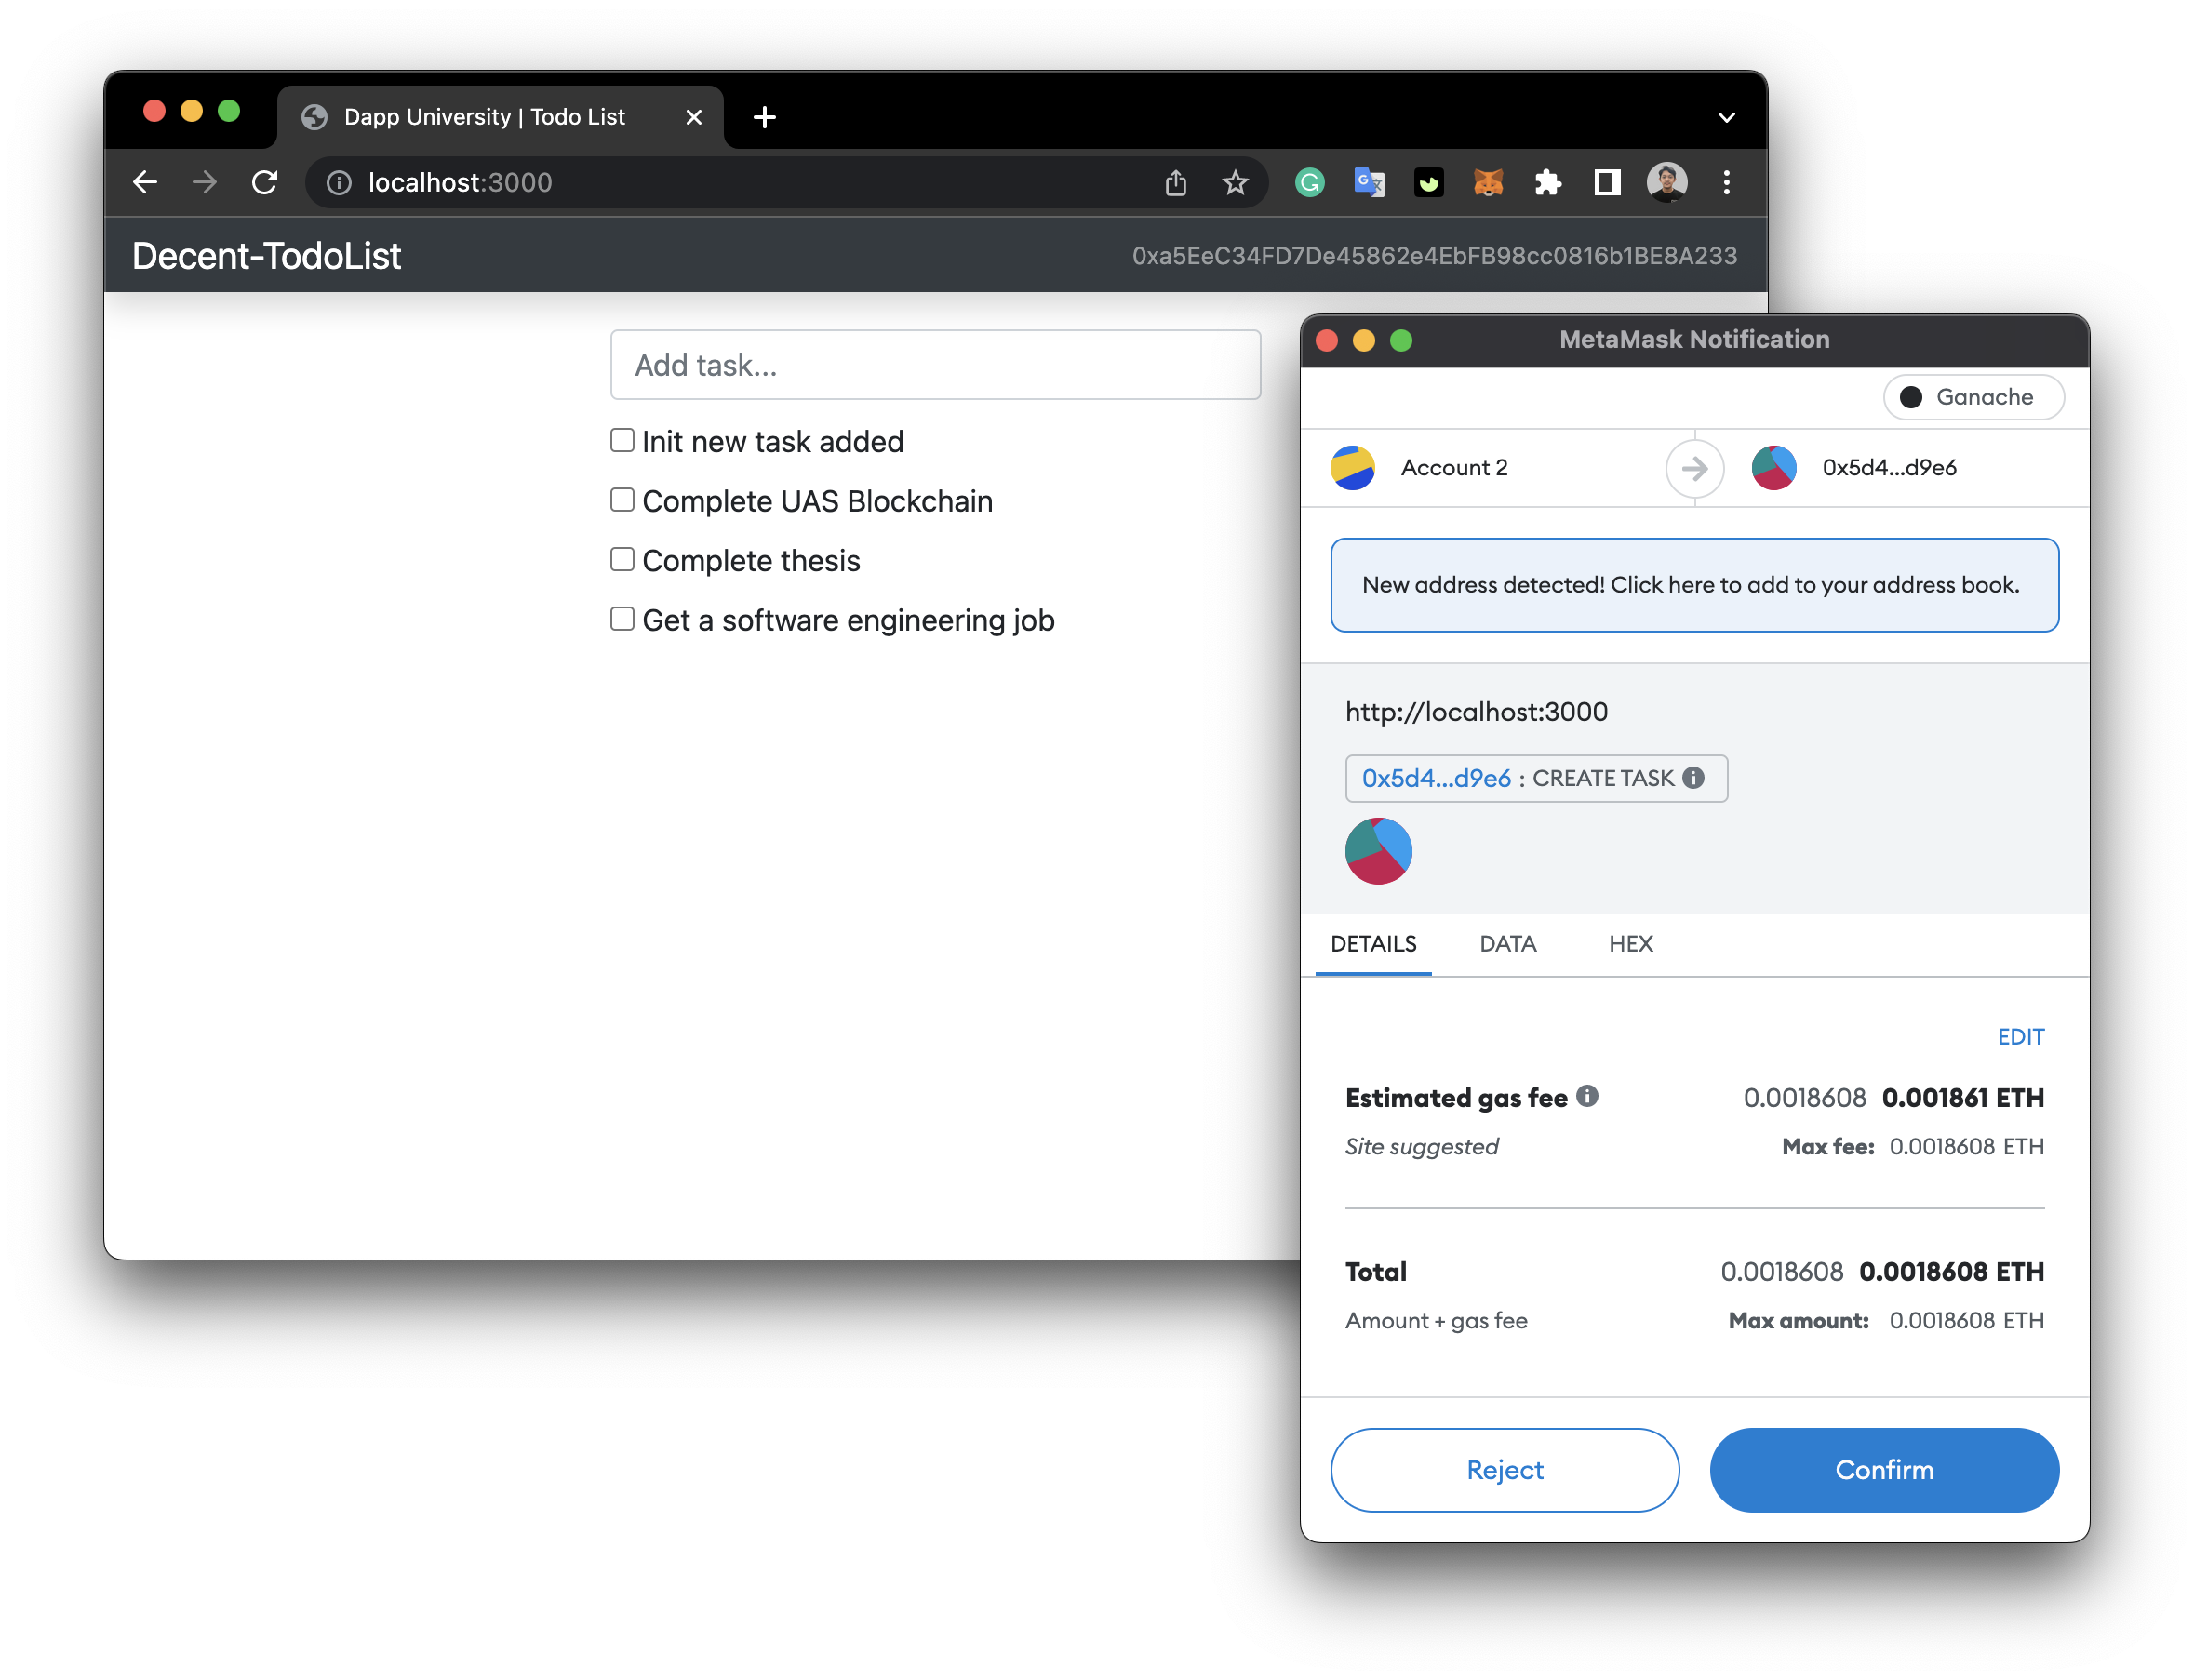 Dapp University | Todo List
localhost:3000
Decent-TodoList
0xa5EeC34FD7De45862e4EbFB98cc0816b1BE8A233
Add task...
Init new task added
Complete UAS Blockchain
Complete thesis
Get a software engineering job
MetaMask Notification
Ganache
Account 2
0x5d4...d9e6
New address detected! Click here to add to your address book.
http://localhost:3000
0x5d4...d9e6 : CREATE TASK
DETAILS DATA HEX
EDIT
Estimated gas fee 0.0018608 0.001861 ETH
Site suggested Max fee: 0.0018608 ETH
Total 0.0018608 0.0018608 ETH
Amount + gas fee Max amount: 0.0018608 ETH
Reject Confirm